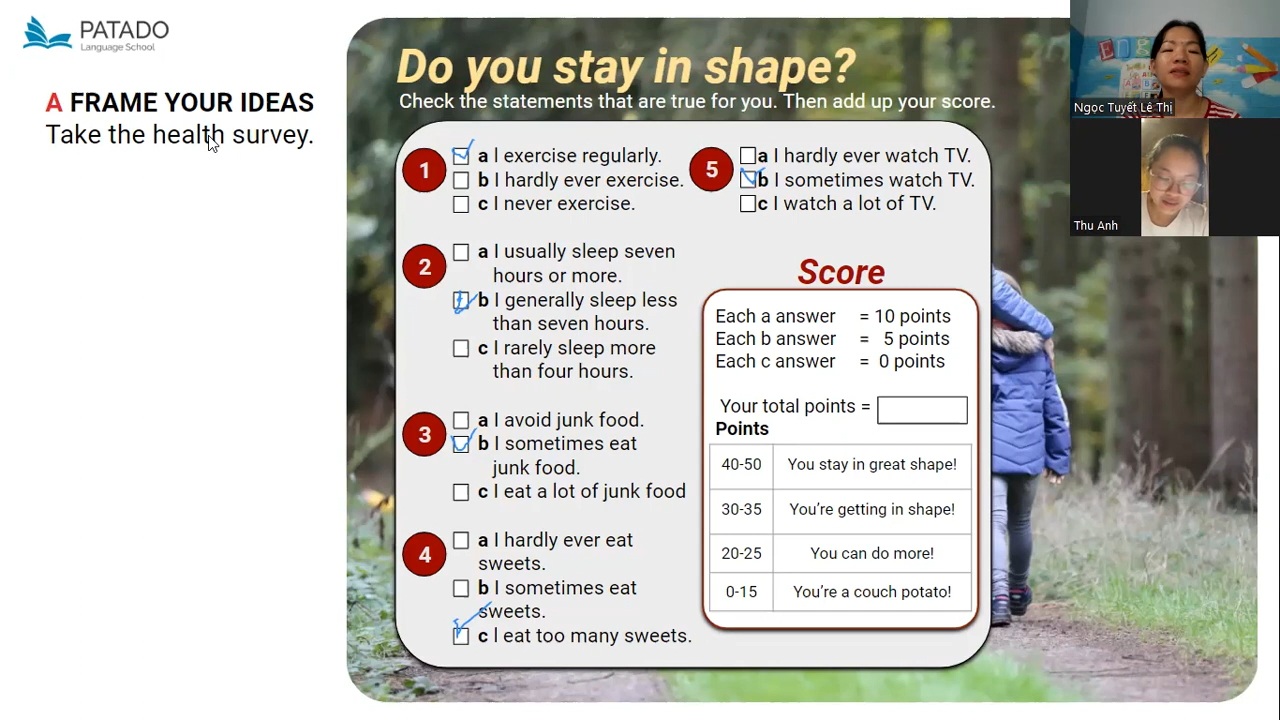 PATADO
Language School
A FRAME YOUR IDEAS
Take the health survey.
Do you stay in shape?
Check the statements that are true for you. Then add up your score.
1
a I exercise regularly.
b I hardly ever exercise.
c I never exercise.
2
a I usually sleep seven
hours or more.
b I generally sleep less
than seven hours.
c I rarely sleep more
than four hours.
3
a I avoid junk food.
b I sometimes eat
junk food.
c I eat a lot of junk food
4
a I hardly ever eat
sweets.
b I sometimes eat
sweets.
c I eat too many sweets.
5
a I hardly ever watch TV.
b I sometimes watch TV.
c I watch a lot of TV.
Score
Each a answer = 10 points
Each b answer = 5 points
Each c answer = 0 points
Your total points =
Points
40-50 You stay in great shape!
30-35 You're getting in shape!
20-25 You can do more!
0-15 You're a couch potato!
Ngọc Tuyết Lê Thị
Thu Anh